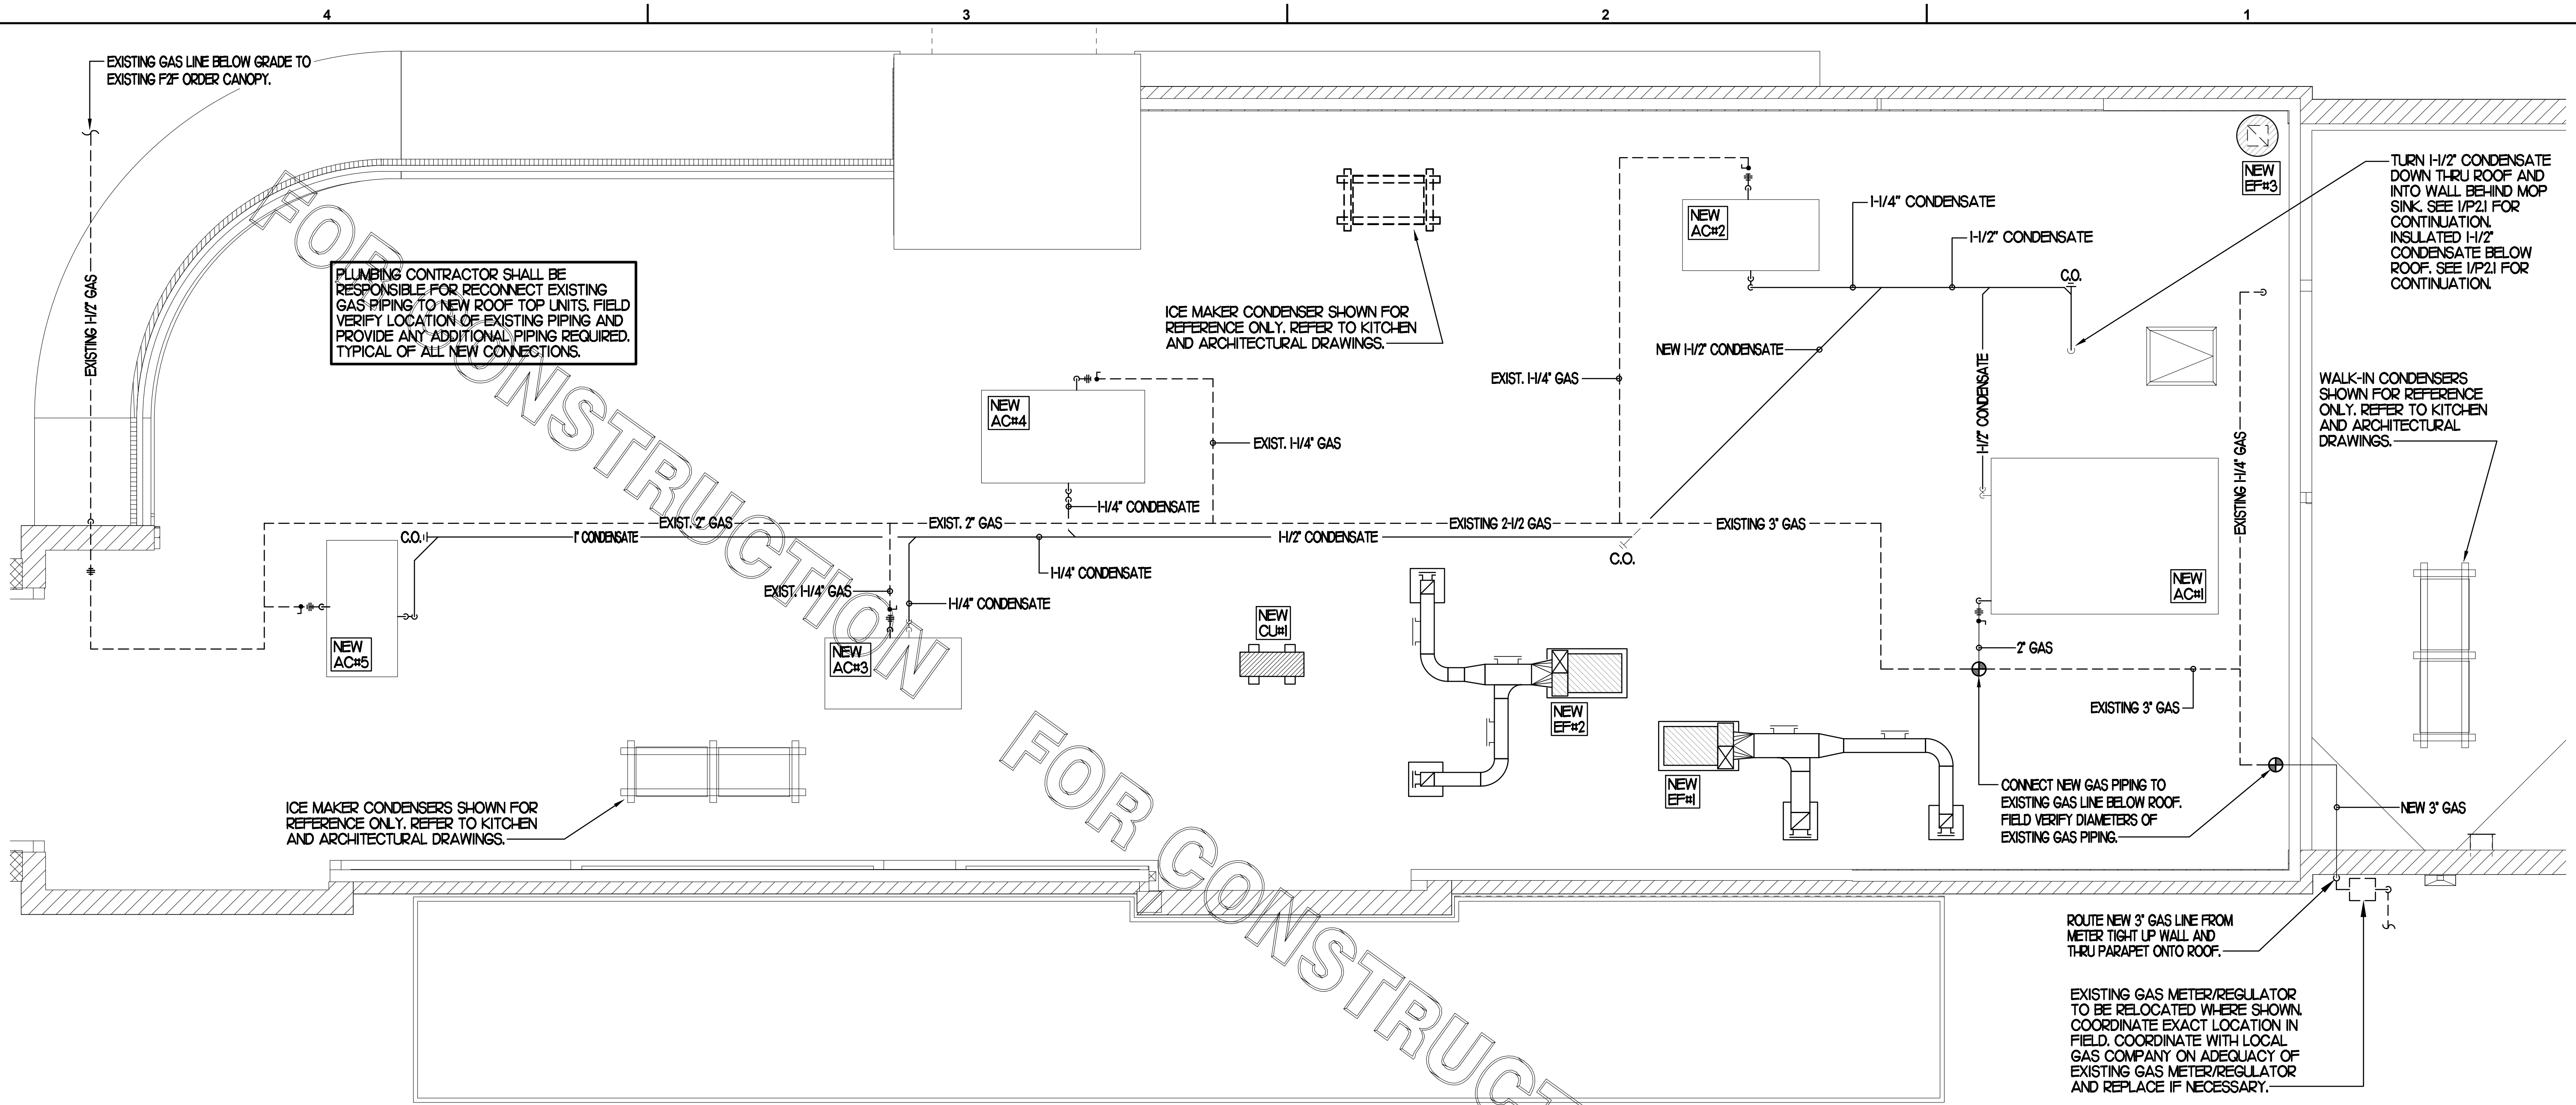 4
3
2
1
EXISTING GAS LINE BELOW GRADE TO
EXISTING F2F ORDER CANOPY.
EXISTING 1-1/2" GAS
PLUMBING CONTRACTOR SHALL BE
RESPONSIBLE FOR RECONNECT EXISTING
GAS PIPING TO NEW ROOF TOP UNITS. FIELD
VERIFY LOCATION OF EXISTING PIPING AND
PROVIDE ANY ADDITIONAL PIPING REQUIRED.
TYPICAL OF ALL NEW CONNECTIONS.
FOR CONSTRUCTION
ICE MAKER CONDENSER SHOWN FOR
REFERENCE ONLY. REFER TO KITCHEN
AND ARCHITECTURAL DRAWINGS.
NEW
AC#2
1-1/4" CONDENSATE
1-1/2" CONDENSATE
C.O.
NEW
EF#3
TURN 1-1/2" CONDENSATE
DOWN THRU ROOF AND
INTO WALL BEHIND MOP
SINK. SEE 1/P2.1 FOR
CONTINUATION.
INSULATED 1-1/2"
CONDENSATE BELOW
ROOF. SEE 1/P2.1 FOR
CONTINUATION.
NEW 1-1/2" CONDENSATE
EXIST. 1-1/4" GAS
1-1/2" CONDENSATE
EXISTING 1-1/4" GAS
WALK-IN CONDENSERS
SHOWN FOR REFERENCE
ONLY. REFER TO KITCHEN
AND ARCHITECTURAL
DRAWINGS.
NEW
AC#4
EXIST. 1-1/4" GAS
1-1/4" CONDENSATE
EXIST. 2" GAS
EXIST. 2" GAS
EXISTING 2-1/2 GAS
EXISTING 3" GAS
C.O.
1" CONDENSATE
1-1/2" CONDENSATE
C.O.
1-1/4" CONDENSATE
EXIST. 1-1/4" GAS
1-1/4" CONDENSATE
NEW
AC#5
NEW
AC#3
NEW
CU#1
NEW
AC#1
2" GAS
EXISTING 3" GAS
NEW
EF#2
NEW
EF#1
CONNECT NEW GAS PIPING TO
EXISTING GAS LINE BELOW ROOF.
FIELD VERIFY DIAMETERS OF
EXISTING GAS PIPING.
NEW 3" GAS
ICE MAKER CONDENSERS SHOWN FOR
REFERENCE ONLY. REFER TO KITCHEN
AND ARCHITECTURAL DRAWINGS.
FOR CONSTRUCT
ROUTE NEW 3" GAS LINE FROM
METER TIGHT UP WALL AND
THRU PARAPET ONTO ROOF.
EXISTING GAS METER/REGULATOR
TO BE RELOCATED WHERE SHOWN.
COORDINATE EXACT LOCATION IN
FIELD. COORDINATE WITH LOCAL
GAS COMPANY ON ADEQUACY OF
EXISTING GAS METER/REGULATOR
AND REPLACE IF NECESSARY.